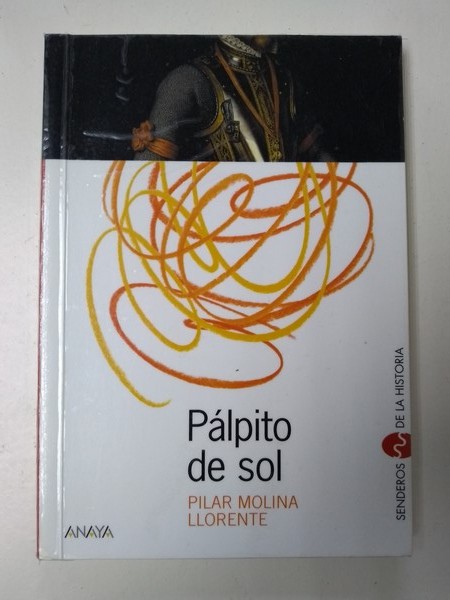 Pálpito
de sol
PILAR MOLINA
LLORENTE
ANAYA
SENDEROS DE LA HISTORIA